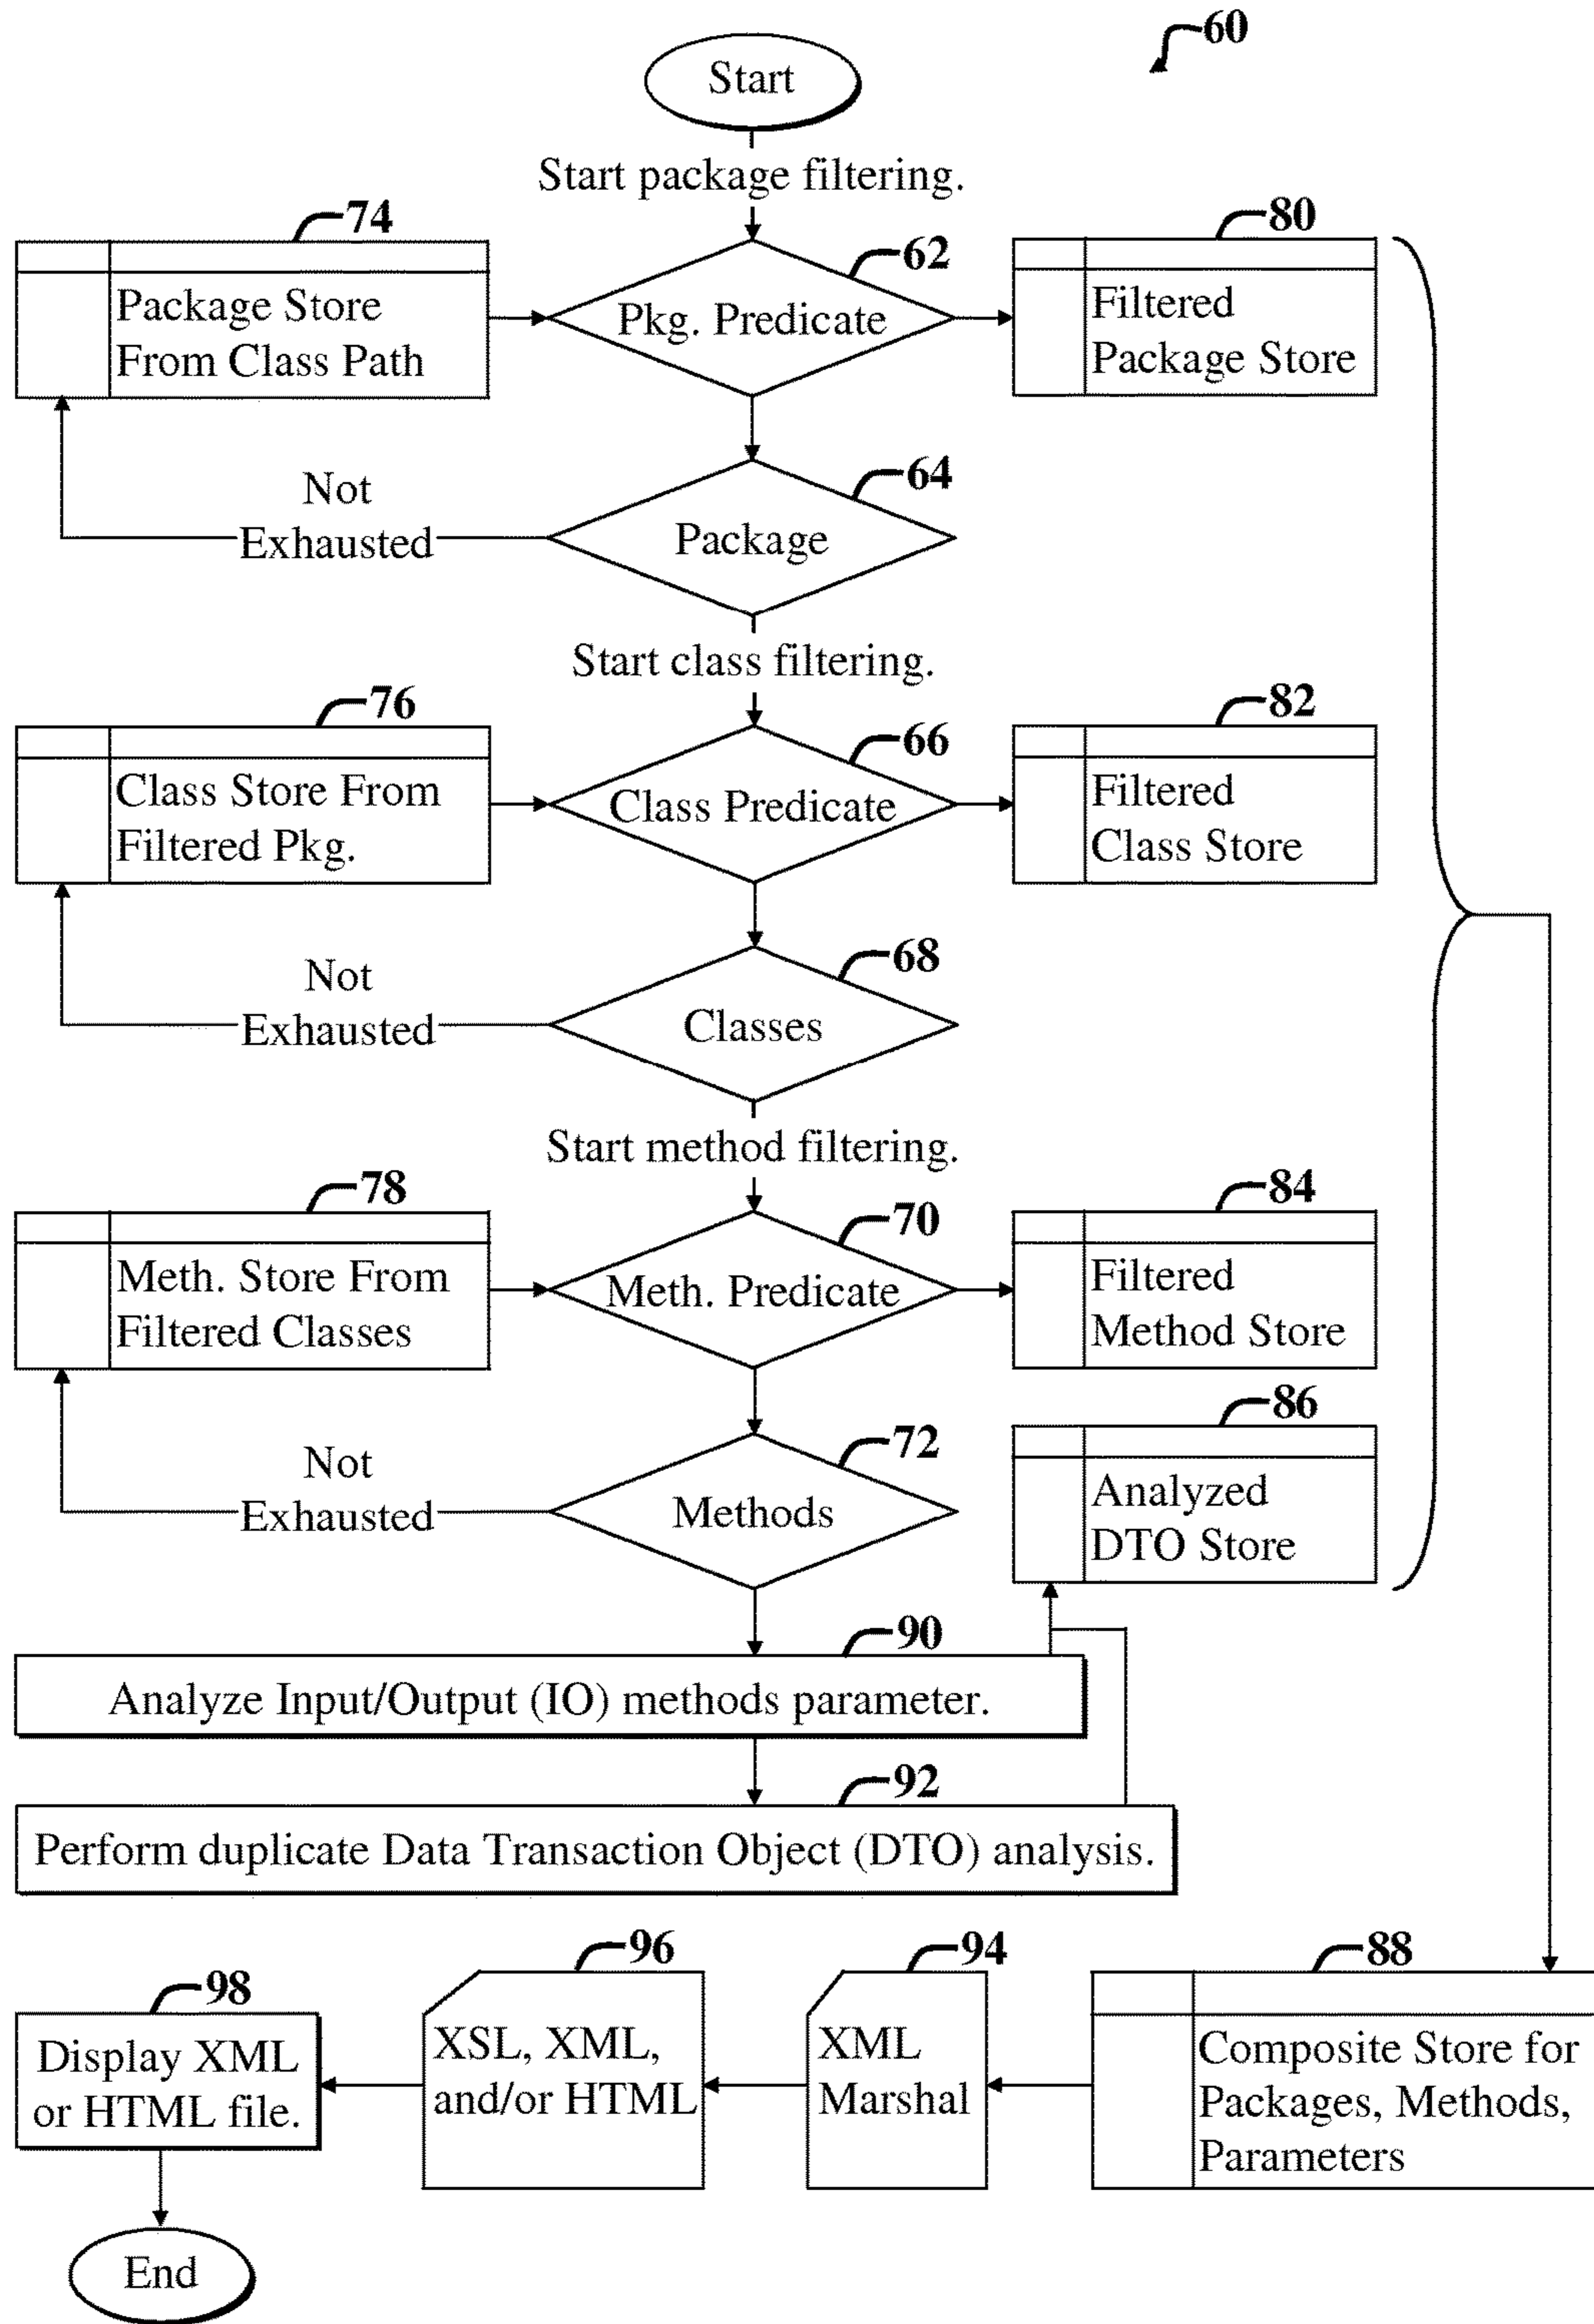 60
Start
Start package filtering.
74
62
80
Package Store
From Class Path
Pkg. Predicate
Filtered
Package Store
64
Not
Exhausted
Package
Start class filtering.
76
66
82
Class Store From
Filtered Pkg.
Class Predicate
Filtered
Class Store
68
Not
Exhausted
Classes
Start method filtering.
78
70
84
Meth. Store From
Filtered Classes
Meth. Predicate
Filtered
Method Store
72
86
Not
Exhausted
Methods
Analyzed
DTO Store
90
Analyze Input/Output (IO) methods parameter.
92
Perform duplicate Data Transaction Object (DTO) analysis.
98
96
94
88
Display XML
or HTML file.
XSL, XML,
and/or HTML
XML
Marshal
Composite Store for
Packages, Methods,
Parameters
End